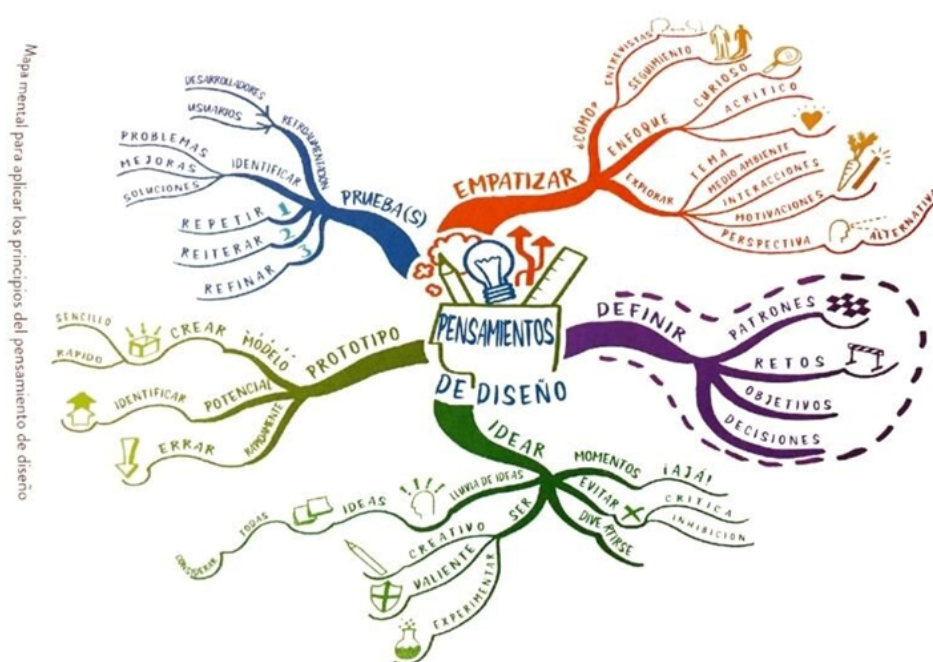 Mapa mental para aplicar los principios del pensamiento de diseño
PENSAMIENTOS
DE DISEÑO
EMPATIZAR
¿CÓMO?
ENTREVISTAS
SEGUIMIENTO
ENFOQUE
CURIOSO
ACRÍTICO
EXPLORAR
TEMA
MEDIO AMBIENTE
INTERACCIONES
MOTIVACIONES
PERSPECTIVA
ALTERNATIVA
DEFINIR
PATRONES
RETOS
OBJETIVOS
DECISIONES
IDEAR
MOMENTOS
¡AJÁ!
EVITAR
CRÍTICA
INHIBICIÓN
DIVERTIRSE
SER
CREATIVO
VALIENTE
EXPERIMENTAR
LLUVIA DE IDEAS
IDEAS
TODAS
CONSIDERAR
PROTOTIPO
MODELO
CREAR
SENCILLO
RÁPIDO
POTENCIAL
IDENTIFICAR
RÁPIDAMENTE
ERRAR
PRUEBA(S)
RETROALIMENTACIÓN
DESARROLLADORES
USUARIOS
IDENTIFICAR
PROBLEMAS
MEJORAS
SOLUCIONES
REPETIR 1
REITERAR 2
REFINAR 3